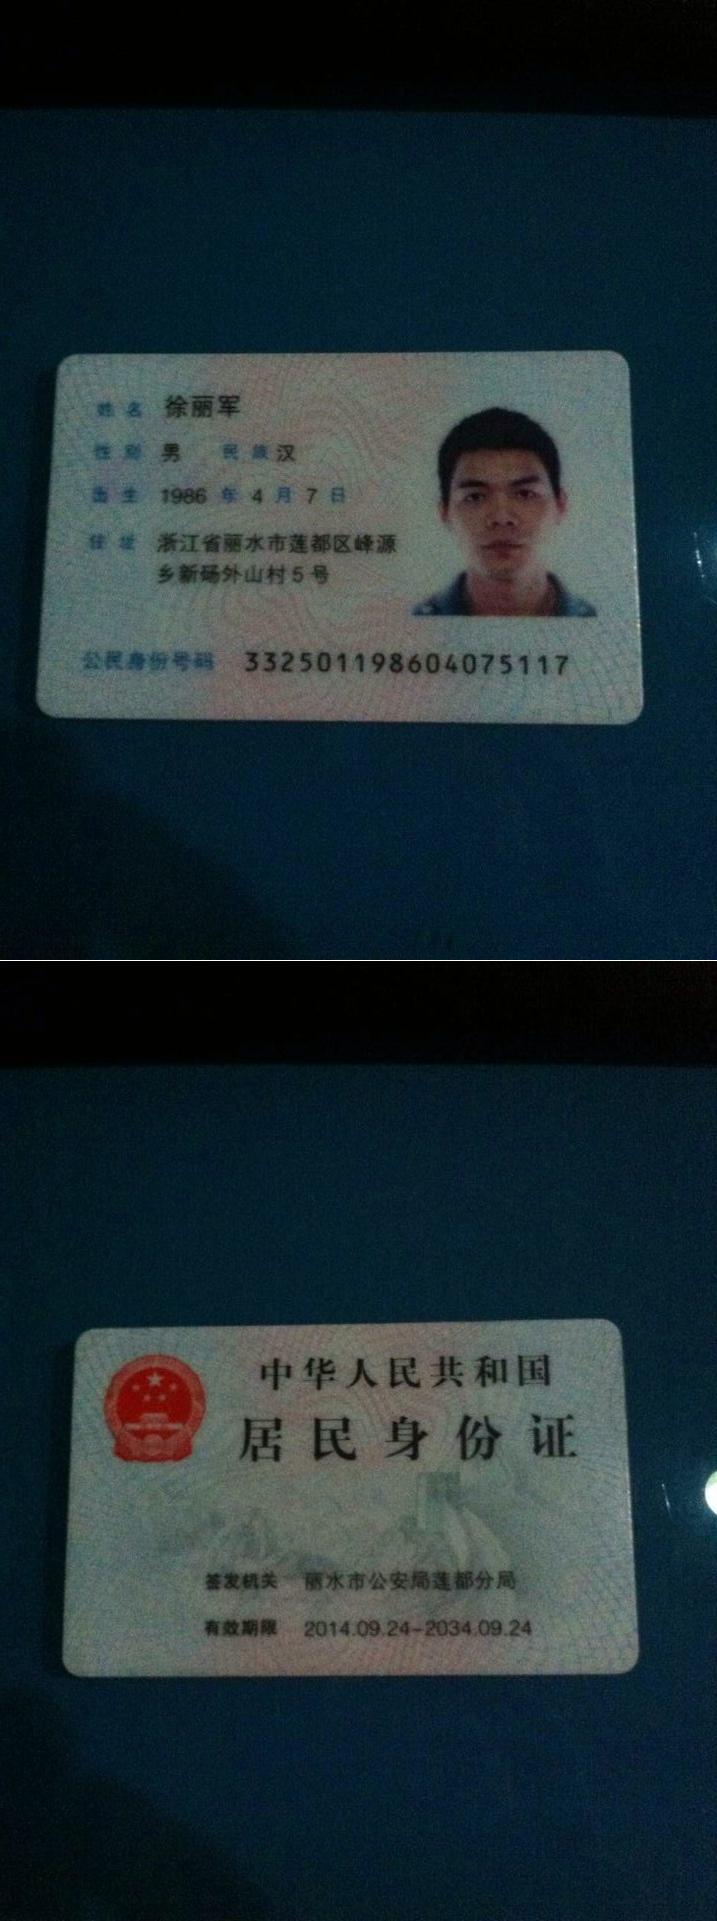 姓名 徐丽军
性别 男 民族 汉
出生 1986 年 4 月 7 日
住址 浙江省丽水市莲都区峰源
乡新砀外山村5号
公民身份号码 332501198604075117
中华人民共和国
居民身份证
签发机关 丽水市公安局莲都分局
有效期限 2014.09.24-2034.09.24